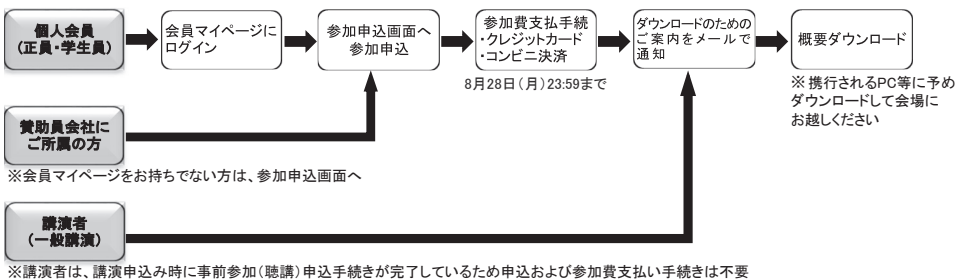 個人会員
(正員・学生員)
会員マイページに
ログイン
参加申込画面へ
参加申込
参加費支払手続
・クレジットカード
・コンビニ決済
8月28日(月)23:59まで
ダウンロードのための
ご案内をメールで
通知
概要ダウンロード
※携行されるPC等に予め
ダウンロードして会場に
お越しください
賛助員会社に
ご所属の方
※会員マイページをお持ちでない方は、参加申込画面へ
講演者
(一般講演)
※講演者は、講演申込み時に事前参加(聴講)申込手続きが完了しているため申込および参加費支払い手続きは不要